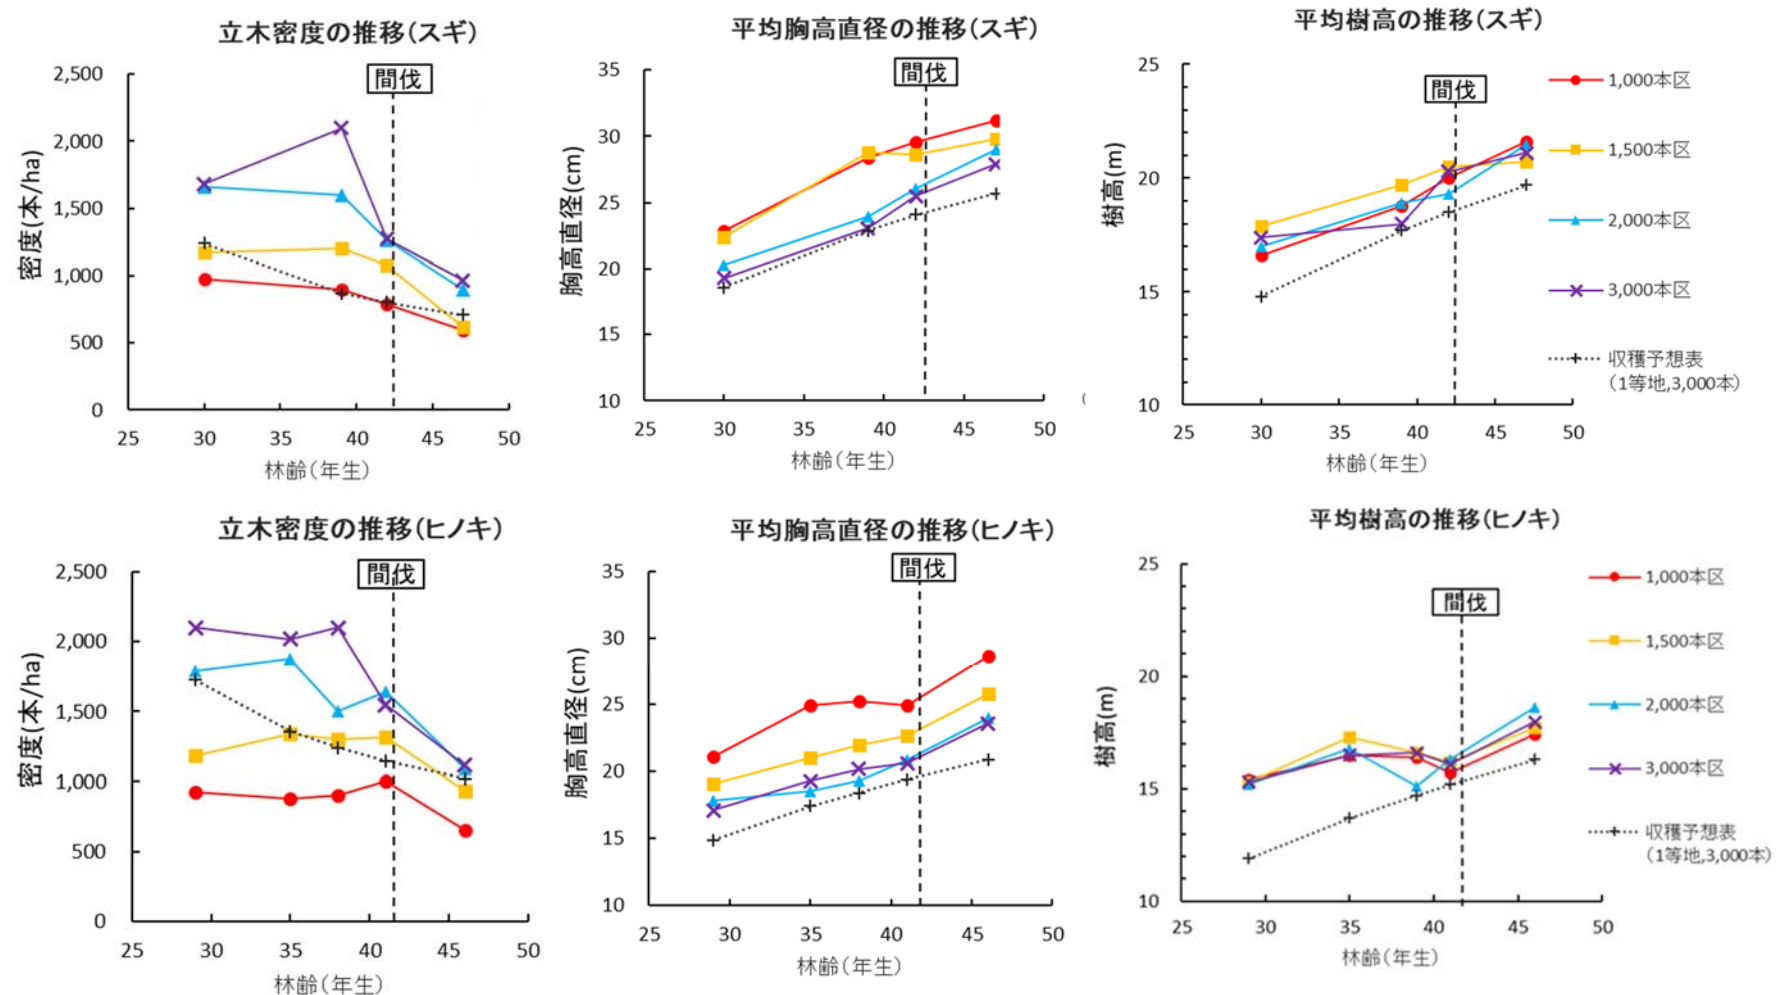 立木密度の推移(スギ)
間伐
密度(本/ha)
2,500
2,000
1,500
1,000
500
0
25 30 35 40 45 50
林齢(年生)
平均胸高直径の推移(スギ)
間伐
胸高直径(cm)
35
30
25
20
15
10
25 30 35 40 45 50
林齢(年生)
平均樹高の推移(スギ)
間伐
樹高(m)
25
20
15
10
25 30 35 40 45 50
林齢(年生)
1,000本区
1,500本区
2,000本区
3,000本区
収穫予想表
(1等地,3,000本)
立木密度の推移(ヒノキ)
間伐
密度(本/ha)
2,500
2,000
1,500
1,000
500
0
25 30 35 40 45 50
林齢(年生)
平均胸高直径の推移(ヒノキ)
間伐
胸高直径(cm)
35
30
25
20
15
10
25 30 35 40 45 50
林齢(年生)
平均樹高の推移(ヒノキ)
間伐
樹高(m)
25
20
15
10
25 30 35 40 45 50
林齢(年生)
1,000本区
1,500本区
2,000本区
3,000本区
収穫予想表
(1等地,3,000本)